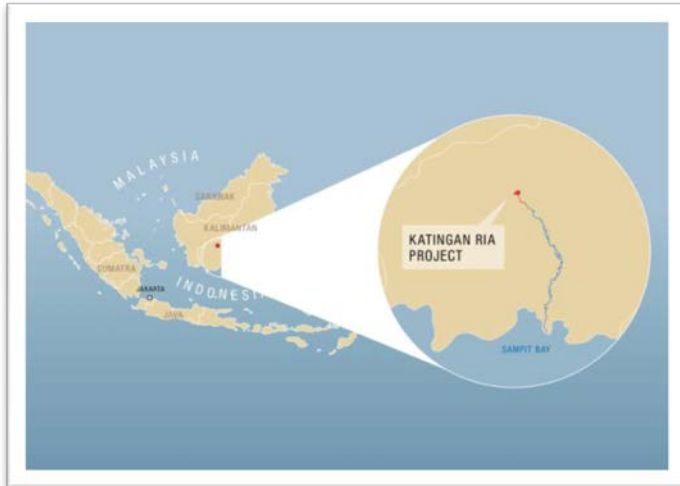 MALAYSIA
SARAWAK
KALIMANTAN
SUMATRA
JAKARTA
INDONESIA
JAVA
KATINGAN RIA
PROJECT
SAMPIT BAY